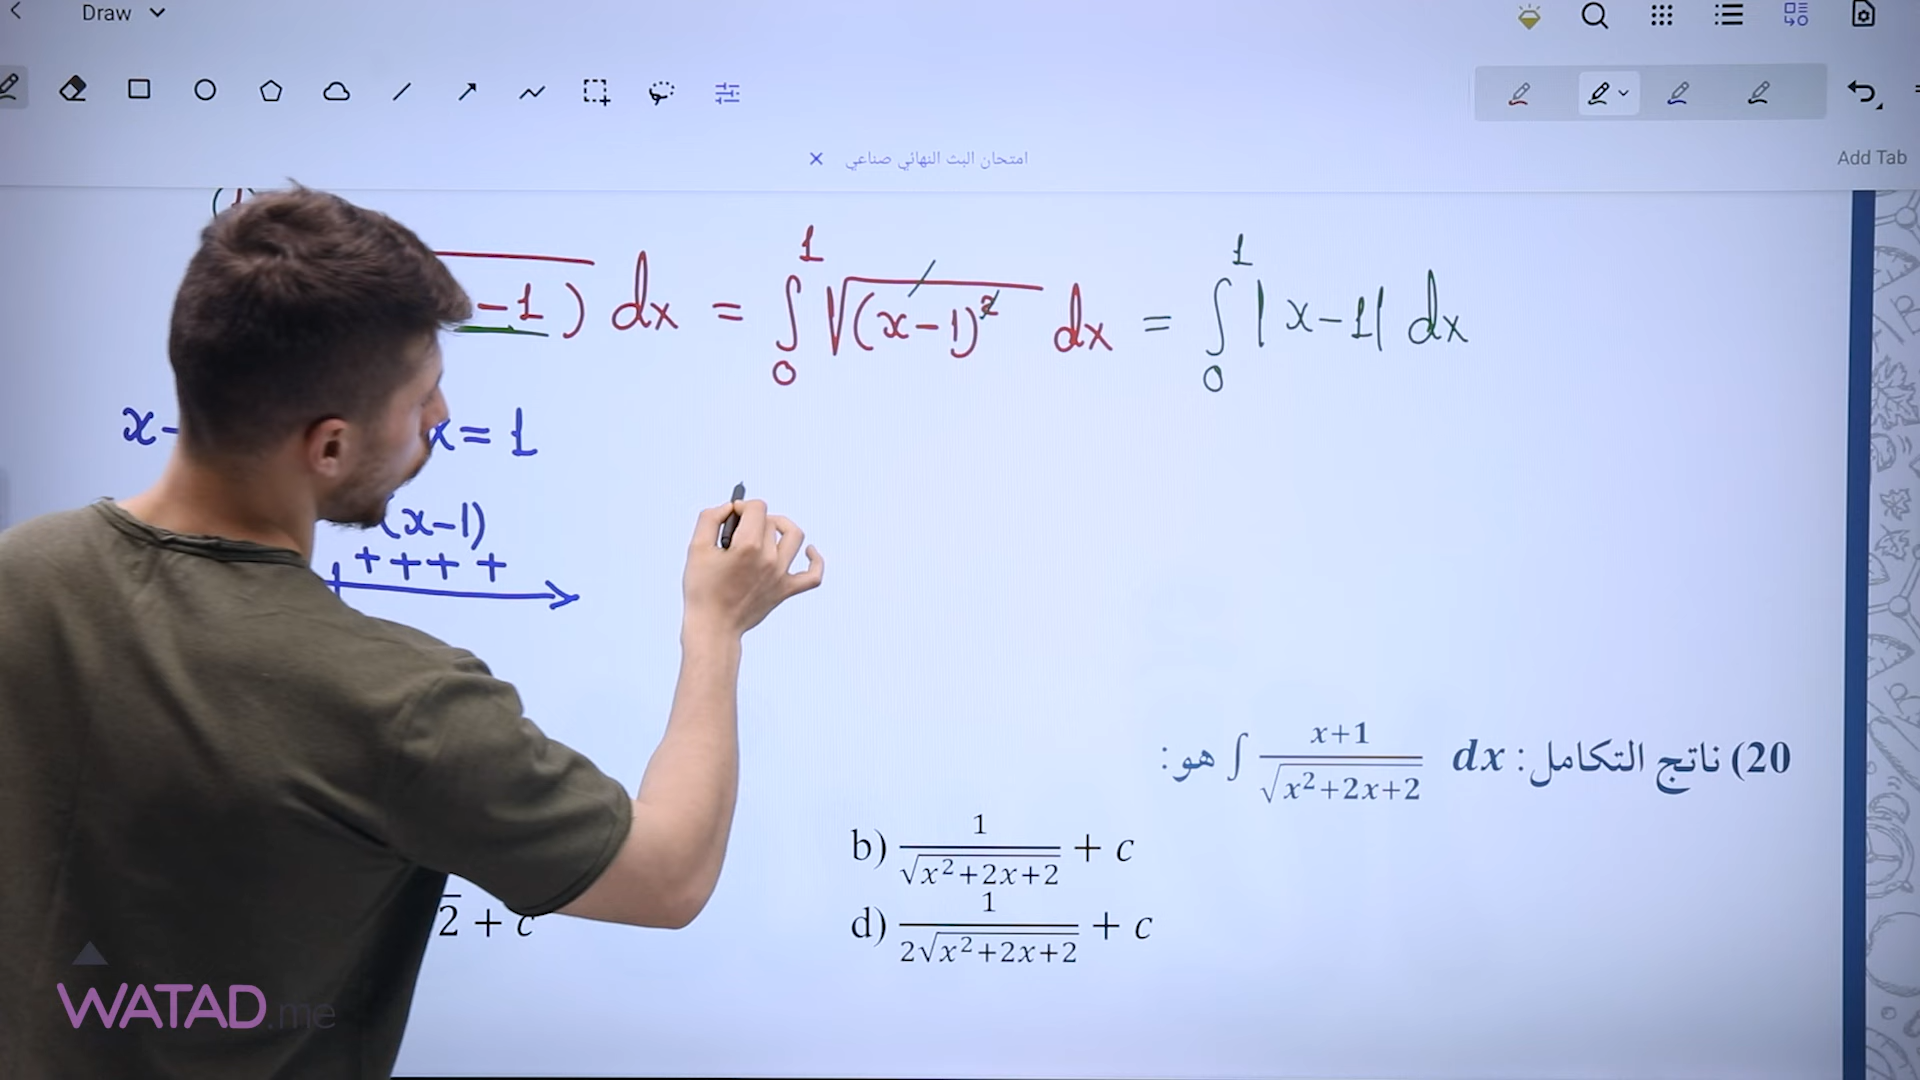 Draw
امتحان البث النهائي صناعي
Add Tab
−1) dx = ∫₀¹ √(x−1)² dx = ∫₀¹ |x−1| dx
x− x=1
(x−1)
+ + + +
20) ناتج التكامل: ∫ (x+1)/√(x²+2x+2) dx هو:
b) 1/√(x²+2x+2) + c
d) 1/(2√(x²+2x+2)) + c
2 + c
WATAD.me